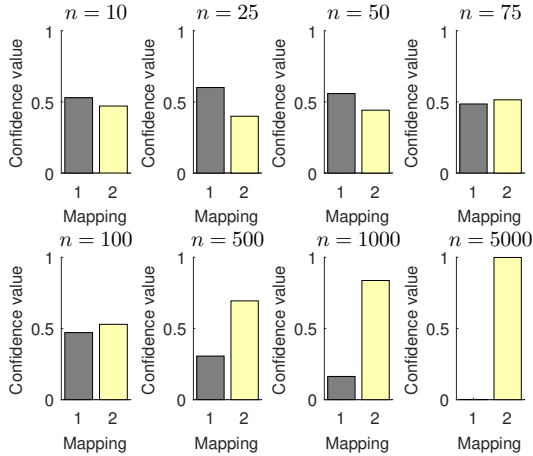 n = 10
n = 25
n = 50
n = 75
Confidence value
1
0.5
0
1 2
Mapping
Confidence value
1
0.5
0
1 2
Mapping
Confidence value
1
0.5
0
1 2
Mapping
Confidence value
1
0.5
0
1 2
Mapping
n = 100
n = 500
n = 1000
n = 5000
Confidence value
1
0.5
0
1 2
Mapping
Confidence value
1
0.5
0
1 2
Mapping
Confidence value
1
0.5
0
1 2
Mapping
Confidence value
1
0.5
0
1 2
Mapping